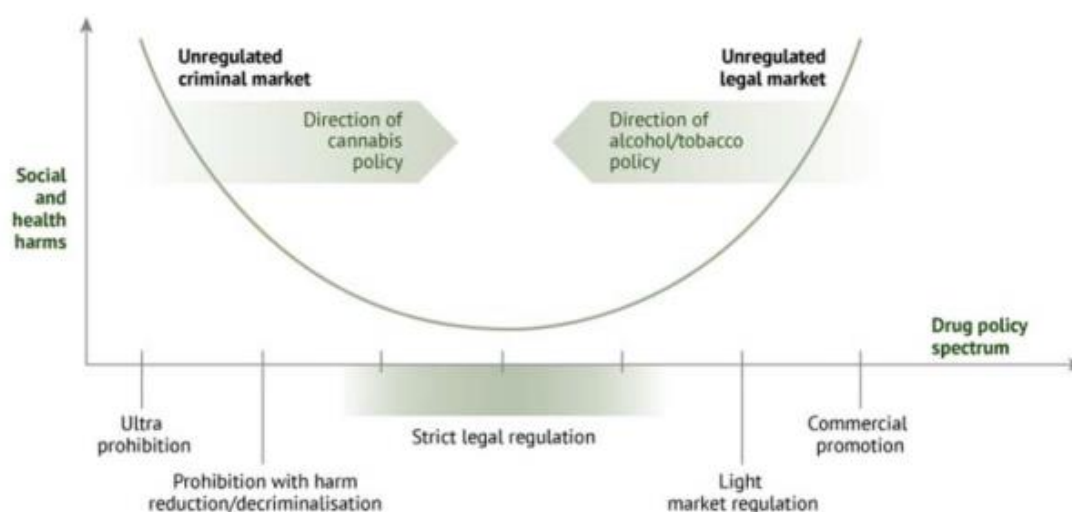 Unregulated
criminal market
Unregulated
legal market
Direction of
cannabis
policy
Direction of
alcohol/tobacco
policy
Social
and
health
harms
Drug policy
spectrum
Ultra
prohibition
Prohibition with harm
reduction/decriminalisation
Strict legal regulation
Light
market regulation
Commercial
promotion